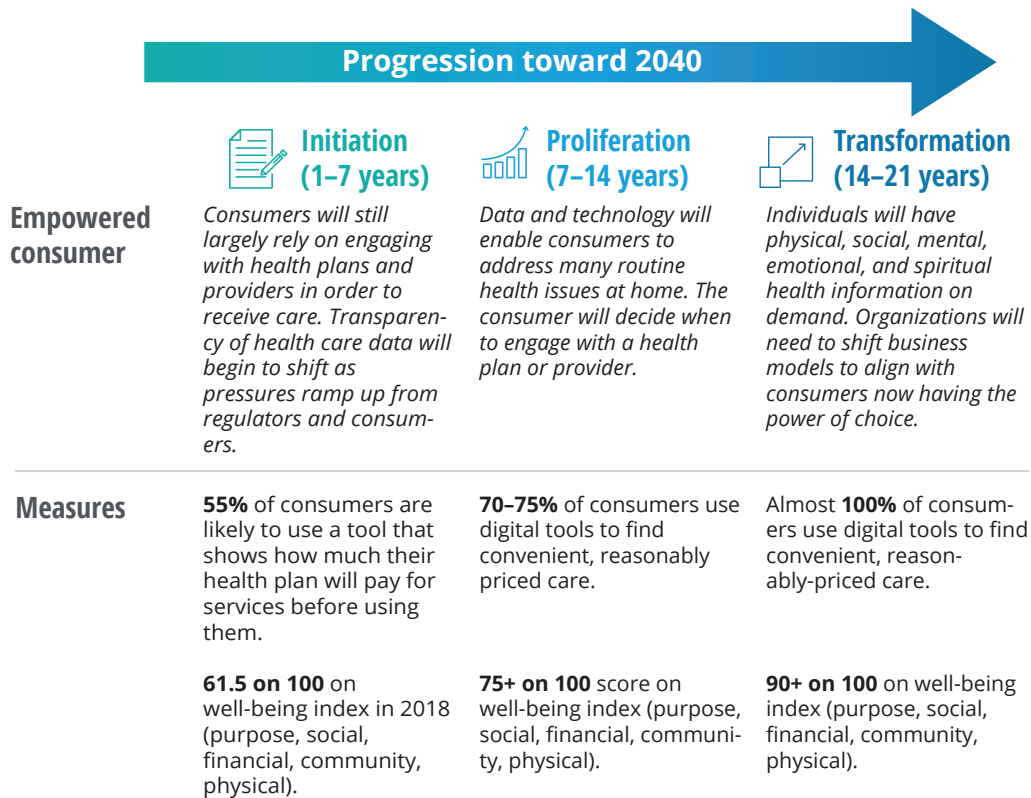 Progression toward 2040
Initiation
(1–7 years)
Proliferation
(7–14 years)
Transformation
(14–21 years)
Empowered
consumer
Consumers will still
largely rely on engaging
with health plans and
providers in order to
receive care. Transparen-
cy of health care data will
begin to shift as
pressures ramp up from
regulators and consum-
ers.
Data and technology will
enable consumers to
address many routine
health issues at home. The
consumer will decide when
to engage with a health
plan or provider.
Individuals will have
physical, social, mental,
emotional, and spiritual
health information on
demand. Organizations will
need to shift business
models to align with
consumers now having the
power of choice.
Measures
55% of consumers are
likely to use a tool that
shows how much their
health plan will pay for
services before using
them.
70–75% of consumers use
digital tools to find
convenient, reasonably
priced care.
Almost 100% of consum-
ers use digital tools to find
convenient, reason-
ably-priced care.
61.5 on 100 on
well-being index in 2018
(purpose, social,
financial, community,
physical).
75+ on 100 score on
well-being index (purpose,
social, financial, communi-
ty, physical).
90+ on 100 on well-being
index (purpose, social,
financial, community,
physical).